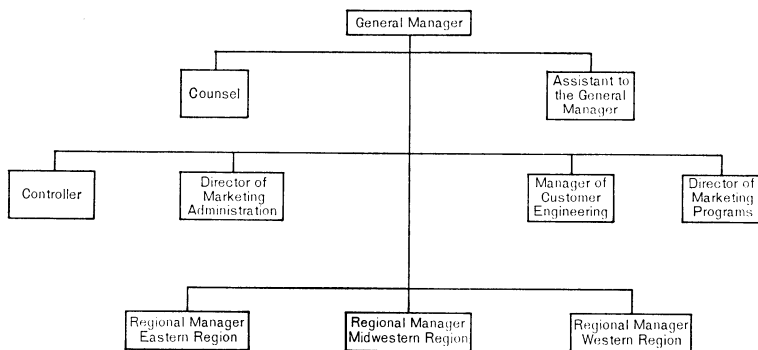 General Manager
Counsel
Assistant to
the General
Manager
Controller
Director of
Marketing
Administration
Manager of
Customer
Engineering
Director of
Marketing
Programs
Regional Manager
Eastern Region
Regional Manager
Midwestern Region
Regional Manager
Western Region